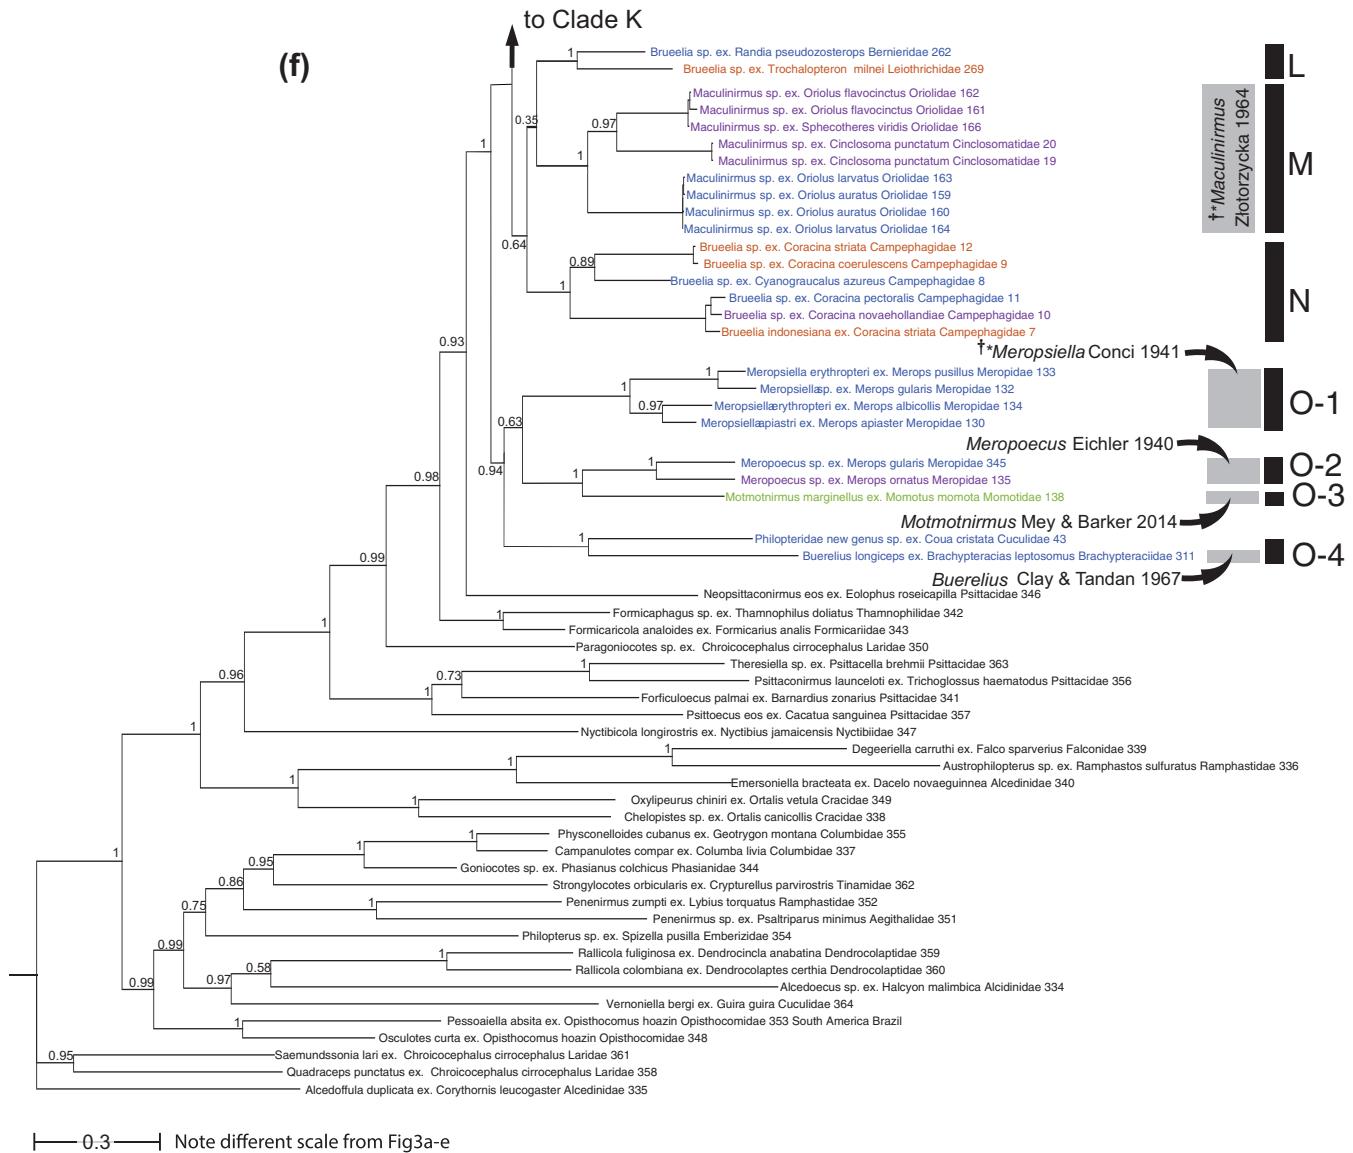 to Clade K
(f)
1
Brueelia sp. ex. Randia pseudozosterops Bernieridae 262
Brueelia sp. ex. Trochalopteron milnei Leiothrichidae 269
L
0.35
Maculinirmus sp. ex. Oriolus flavocinctus Oriolidae 162
Maculinirmus sp. ex. Oriolus flavocinctus Oriolidae 161
0.97
Maculinirmus sp. ex. Sphecotheres viridis Oriolidae 166
1
Maculinirmus sp. ex. Cinclosoma punctatum Cinclosomatidae 20
1
Maculinirmus sp. ex. Cinclosoma punctatum Cinclosomatidae 19
Maculinirmus sp. ex. Oriolus larvatus Oriolidae 163
Maculinirmus sp. ex. Oriolus auratus Oriolidae 159
Maculinirmus sp. ex. Oriolus auratus Oriolidae 160
Maculinirmus sp. ex. Oriolus larvatus Oriolidae 164
†*Maculinirmus
Złotorzycka 1964
M
0.64
Brueelia sp. ex. Coracina striata Campephagidae 12
0.89
Brueelia sp. ex. Coracina coerulescens Campephagidae 9
Brueelia sp. ex. Cyanograucalus azureus Campephagidae 8
1
Brueelia sp. ex. Coracina pectoralis Campephagidae 11
Brueelia sp. ex. Coracina novaehollandiae Campephagidae 10
Brueelia indonesiana ex. Coracina striata Campephagidae 7
N
0.93
†*Meropsiella Conci 1941
1
Meropsiella erythropteri ex. Merops pusillus Meropidae 133
1
Meropsiella sp. ex. Merops gularis Meropidae 132
0.97
Meropsiella erythropteri ex. Merops albicollis Meropidae 134
Meropsiella apiastri ex. Merops apiaster Meropidae 130
O-1
0.63
Meropoecus Eichler 1940
0.94
1
Meropoecus sp. ex. Merops gularis Meropidae 345
1
Meropoecus sp. ex. Merops ornatus Meropidae 135
O-2
0.98
Motmotnirmus marginellus ex. Momotus momota Momotidae 138
O-3
Motmotnirmus Mey & Barker 2014
1
Philopteridae new genus sp. ex. Coua cristata Cuculidae 43
Buerelius longiceps ex. Brachypteracias leptosomus Brachypteraciidae 311
O-4
0.99
Buerelius Clay & Tandan 1967
Neopsittaconirmus eos ex. Eolophus roseicapilla Psittacidae 346
1
Formicaphagus sp. ex. Thamnophilus doliatus Thamnophilidae 342
Formicaricola analoides ex. Formicarius analis Formicariidae 343
1
Paragoniocotes sp. ex. Chroicocephalus cirrocephalus Laridae 350
1
Theresiella sp. ex. Psittacella brehmii Psittacidae 363
0.96
0.73
Psittaconirmus launceloti ex. Trichoglossus haematodus Psittacidae 356
1
Forficuloecus palmai ex. Barnardius zonarius Psittacidae 341
Psittoecus eos ex. Cacatua sanguinea Psittacidae 357
1
Nyctibicola longirostris ex. Nyctibius jamaicensis Nyctibiidae 347
1
Degeeriella carruthi ex. Falco sparverius Falconidae 339
1
Austrophilopterus sp. ex. Ramphastos sulfuratus Ramphastidae 336
1
Emersoniella bracteata ex. Dacelo novaeguinnea Alcedinidae 340
1
Oxylipeurus chiniri ex. Ortalis vetula Cracidae 349
Chelopistes sp. ex. Ortalis canicollis Cracidae 338
1
1
Physconelloides cubanus ex. Geotrygon montana Columbidae 355
1
Campanulotes compar ex. Columba livia Columbidae 337
0.95
Goniocotes sp. ex. Phasianus colchicus Phasianidae 344
0.86
Strongylocotes orbicularis ex. Crypturellus parvirostris Tinamidae 362
0.75
1
Penenirmus zumpti ex. Lybius torquatus Ramphastidae 352
Penenirmus sp. ex. Psaltriparus minimus Aegithalidae 351
Philopterus sp. ex. Spizella pusilla Emberizidae 354
0.99
1
Rallicola fuliginosa ex. Dendrocincla anabatina Dendrocolaptidae 359
0.58
Rallicola colombiana ex. Dendrocolaptes certhia Dendrocolaptidae 360
0.99
0.97
Alcedoecus sp. ex. Halcyon malimbica Alcidinidae 334
Vernoniella bergi ex. Guira guira Cuculidae 364
1
Pessoaiella absita ex. Opisthocomus hoazin Opisthocomidae 353 South America Brazil
Osculotes curta ex. Opisthocomus hoazin Opisthocomidae 348
0.95
Saemundssonia lari ex. Chroicocephalus cirrocephalus Laridae 361
Quadraceps punctatus ex. Chroicocephalus cirrocephalus Laridae 358
Alcedoffula duplicata ex. Corythornis leucogaster Alcedinidae 335
0.3
Note different scale from Fig3a-e